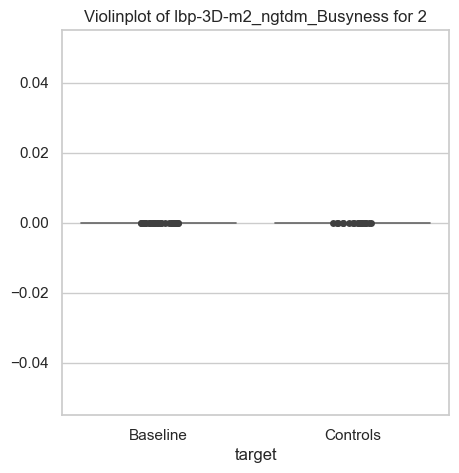 Violinplot of lbp-3D-m2_ngtdm_Busyness for 2
0.04
0.02
0.00
−0.02
−0.04
Baseline Controls
target